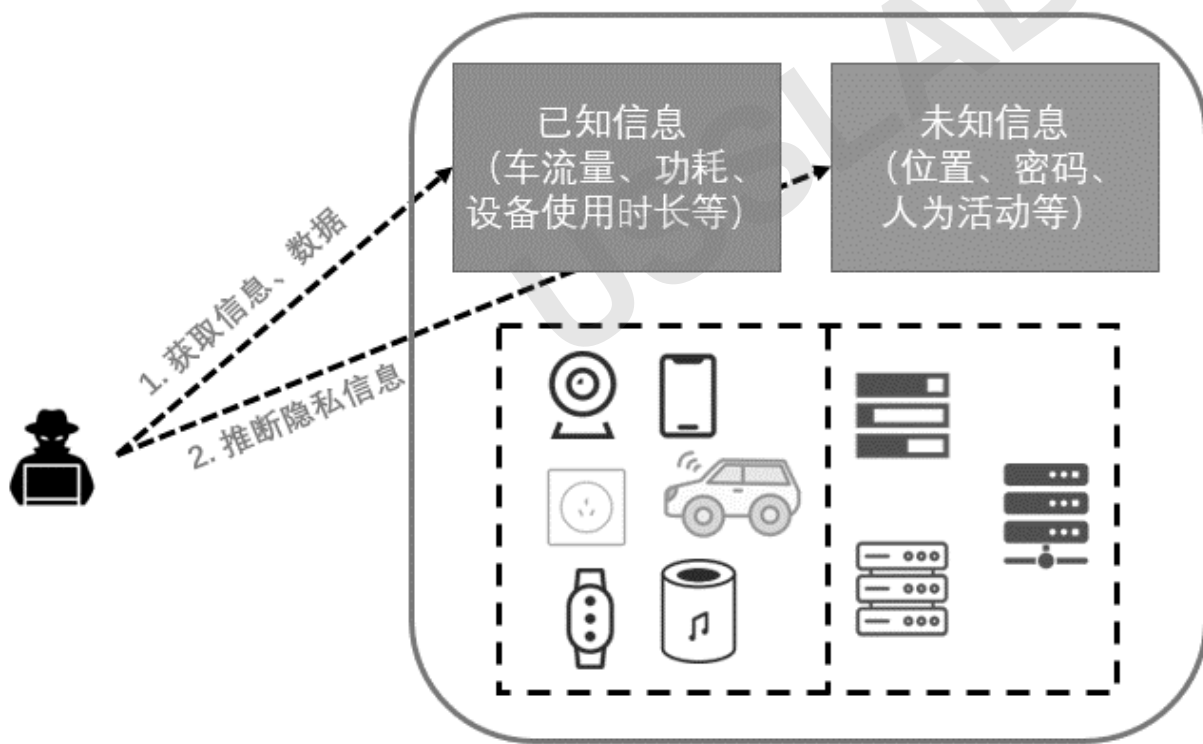 已知信息
（车流量、功耗、
设备使用时长等）
未知信息
（位置、密码、
人为活动等）
1. 获取信息、数据
2. 推断隐私信息
USSLAB